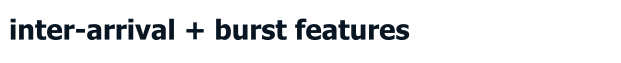 inter-arrival + burst features